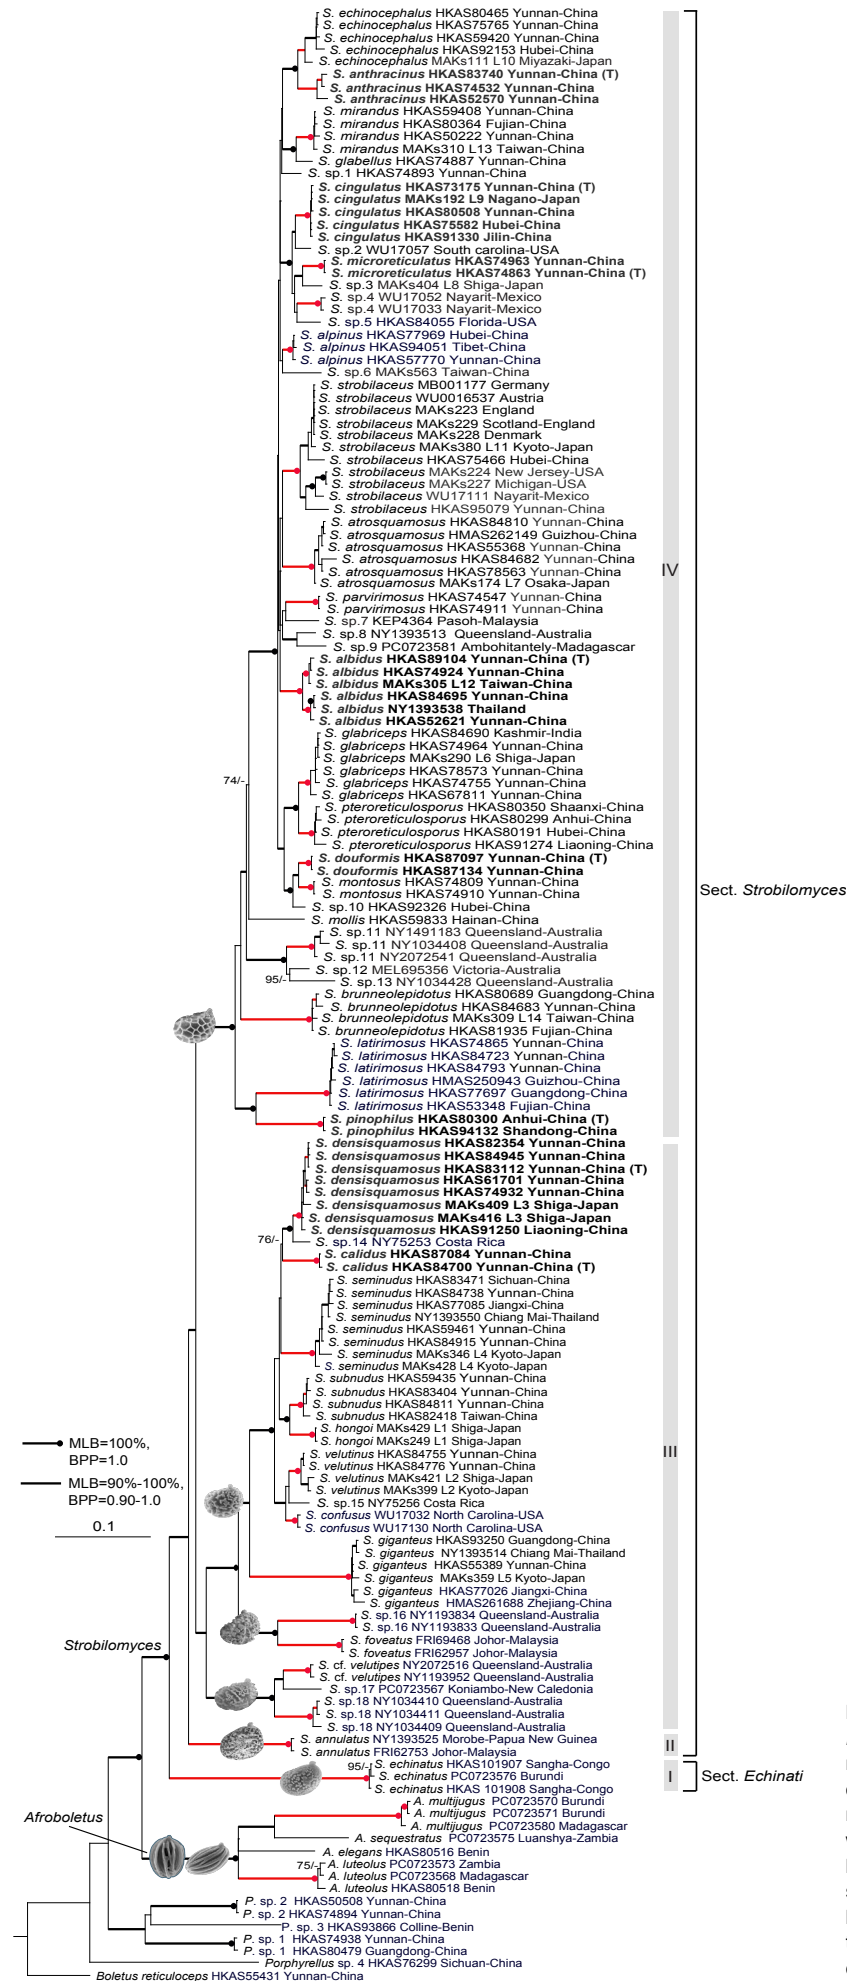 S. echinocephalus HKAS80465 Yunnan-China
S. echinocephalus HKAS75765 Yunnan-China
S. echinocephalus HKAS59420 Yunnan-China
S. echinocephalus HKAS92153 Hubei-China
S. echinocephalus MAKs111 L10 Miyazaki-Japan
S. anthracinus HKAS83740 Yunnan-China (T)
S. anthracinus HKAS74532 Yunnan-China
S. anthracinus HKAS52570 Yunnan-China
S. mirandus HKAS59408 Yunnan-China
S. mirandus HKAS80364 Fujian-China
S. mirandus HKAS50222 Yunnan-China
S. mirandus MAKs310 L13 Taiwan-China
S. glabellus HKAS74887 Yunnan-China
S. sp.1 HKAS74893 Yunnan-China
S. cingulatus HKAS73175 Yunnan-China (T)
S. cingulatus MAKs192 L9 Nagano-Japan
S. cingulatus HKAS80508 Yunnan-China
S. cingulatus HKAS75582 Hubei-China
S. cingulatus HKAS91330 Jilin-China
S. sp.2 WU17057 South carolina-USA
S. microreticulatus HKAS74963 Yunnan-China
S. microreticulatus HKAS74863 Yunnan-China (T)
S. sp.3 MAKs404 L8 Shiga-Japan
S. sp.4 WU17052 Nayarit-Mexico
S. sp.4 WU17033 Nayarit-Mexico
S. sp.5 HKAS84055 Florida-USA
S. alpinus HKAS77969 Hubei-China
S. alpinus HKAS94051 Tibet-China
S. alpinus HKAS57770 Yunnan-China
S. sp.6 MAKs563 Taiwan-China
S. strobilaceus MB001177 Germany
S. strobilaceus WU0016537 Austria
S. strobilaceus MAKs223 England
S. strobilaceus MAKs229 Scotland-England
S. strobilaceus MAKs228 Denmark
S. strobilaceus MAKs380 L11 Kyoto-Japan
S. strobilaceus HKAS75466 Hubei-China
S. strobilaceus MAKs224 New Jersey-USA
S. strobilaceus MAKs227 Michigan-USA
S. strobilaceus WU17111 Nayarit-Mexico
S. strobilaceus HKAS95079 Yunnan-China
S. atrosquamosus HKAS84810 Yunnan-China
S. atrosquamosus HMAS262149 Guizhou-China
S. atrosquamosus HKAS55368 Yunnan-China
S. atrosquamosus HKAS84682 Yunnan-China
S. atrosquamosus HKAS78563 Yunnan-China
S. atrosquamosus MAKs174 L7 Osaka-Japan
IV
S. parvirimosus HKAS74547 Yunnan-China
S. parvirimosus HKAS74911 Yunnan-China
S. sp.7 KEP4364 Pasoh-Malaysia
S. sp.8 NY1393513 Queensland-Australia
S. sp.9 PC0723581 Ambohitantely-Madagascar
S. albidus HKAS89104 Yunnan-China (T)
S. albidus HKAS74924 Yunnan-China
S. albidus MAKs305 L12 Taiwan-China
S. albidus HKAS84695 Yunnan-China
S. albidus NY1393538 Thailand
S. albidus HKAS52621 Yunnan-China
S. glabriceps HKAS84690 Kashmir-India
S. glabriceps HKAS74964 Yunnan-China
S. glabriceps MAKs290 L6 Shiga-Japan
S. glabriceps HKAS78573 Yunnan-China
74/-
S. glabriceps HKAS74755 Yunnan-China
S. glabriceps HKAS67811 Yunnan-China
S. pteroreticulosporus HKAS80350 Shaanxi-China
S. pteroreticulosporus HKAS80299 Anhui-China
S. pteroreticulosporus HKAS80191 Hubei-China
S. pteroreticulosporus HKAS91274 Liaoning-China
S. douformis HKAS87097 Yunnan-China (T)
S. douformis HKAS87134 Yunnan-China
S. montosus HKAS74809 Yunnan-China
Sect. Strobilomyces
S. montosus HKAS74910 Yunnan-China
S. sp.10 HKAS92326 Hubei-China
S. mollis HKAS59833 Hainan-China
S. sp.11 NY1491183 Queensland-Australia
S. sp.11 NY1034408 Queensland-Australia
S. sp.11 NY2072541 Queensland-Australia
S. sp.12 MEL695356 Victoria-Australia
95/-
S. sp.13 NY1034428 Queensland-Australia
S. brunneolepidotus HKAS80689 Guangdong-China
S. brunneolepidotus HKAS84683 Yunnan-China
S. brunneolepidotus MAKs309 L14 Taiwan-China
S. brunneolepidotus HKAS81935 Fujian-China
S. latirimosus HKAS74865 Yunnan-China
S. latirimosus HKAS84723 Yunnan-China
S. latirimosus HKAS84793 Yunnan-China
S. latirimosus HMAS250943 Guizhou-China
S. latirimosus HKAS77697 Guangdong-China
S. latirimosus HKAS53348 Fujian-China
S. pinophilus HKAS80300 Anhui-China (T)
S. pinophilus HKAS94132 Shandong-China
S. densisquamosus HKAS82354 Yunnan-China
S. densisquamosus HKAS84945 Yunnan-China
S. densisquamosus HKAS83112 Yunnan-China (T)
S. densisquamosus HKAS61701 Yunnan-China
S. densisquamosus HKAS74932 Yunnan-China
S. densisquamosus MAKs409 L3 Shiga-Japan
S. densisquamosus MAKs416 L3 Shiga-Japan
S. densisquamosus HKAS91250 Liaoning-China
76/-
S. sp.14 NY75253 Costa Rica
S. calidus HKAS87084 Yunnan-China
S. calidus HKAS84700 Yunnan-China (T)
S. seminudus HKAS83471 Sichuan-China
S. seminudus HKAS84738 Yunnan-China
S. seminudus HKAS77085 Jiangxi-China
S. seminudus NY1393550 Chiang Mai-Thailand
S. seminudus HKAS59461 Yunnan-China
S. seminudus HKAS84915 Yunnan-China
S. seminudus MAKs346 L4 Kyoto-Japan
S. seminudus MAKs428 L4 Kyoto-Japan
S. subnudus HKAS59435 Yunnan-China
S. subnudus HKAS83404 Yunnan-China
S. subnudus HKAS84811 Yunnan-China
S. subnudus HKAS82418 Taiwan-China
S. hongoi MAKs429 L1 Shiga-Japan
S. hongoi MAKs249 L1 Shiga-Japan
MLB=100%,
BPP=1.0
III
S. velutinus HKAS84755 Yunnan-China
S. velutinus HKAS84776 Yunnan-China
S. velutinus MAKs421 L2 Shiga-Japan
S. velutinus MAKs399 L2 Kyoto-Japan
MLB=90%-100%,
BPP=0.90-1.0
S. sp.15 NY75256 Costa Rica
S. confusus WU17032 North Carolina-USA
S. confusus WU17130 North Carolina-USA
0.1
S. giganteus HKAS93250 Guangdong-China
S. giganteus NY1393514 Chiang Mai-Thailand
S. giganteus HKAS55389 Yunnan-China
S. giganteus MAKs359 L5 Kyoto-Japan
S. giganteus HKAS77026 Jiangxi-China
S. giganteus HMAS261688 Zhejiang-China
S. sp.16 NY1193834 Queensland-Australia
S. sp.16 NY1193833 Queensland-Australia
Strobilomyces
S. foveatus FRI69468 Johor-Malaysia
S. foveatus FRI62957 Johor-Malaysia
S. cf. velutipes NY2072516 Queensland-Australia
S. cf. velutipes NY1193952 Queensland-Australia
S. sp.17 PC0723567 Koniambo-New Caledonia
S. sp.18 NY1034410 Queensland-Australia
S. sp.18 NY1034411 Queensland-Australia
S. sp.18 NY1034409 Queensland-Australia
S. annulatus NY1393525 Morobe-Papua New Guinea
II
S. annulatus FRI62753 Johor-Malaysia
95/-
S. echinatus HKAS101907 Sangha-Congo
S. echinatus PC0723576 Burundi
I
Sect. Echinati
S. echinatus HKAS 101908 Sangha-Congo
A. multijugus PC0723570 Burundi
A. multijugus PC0723571 Burundi
A. multijugus PC0723580 Madagascar
Afroboletus
A. sequestratus PC0723575 Luanshya-Zambia
A. elegans HKAS80516 Benin
75/-
A. luteolus PC0723573 Zambia
A. luteolus PC0723568 Madagascar
A. luteolus HKAS80518 Benin
P. sp. 2 HKAS50508 Yunnan-China
P. sp. 2 HKAS74894 Yunnan-China
P. sp. 3 HKAS93866 Colline-Benin
P. sp. 1 HKAS74938 Yunnan-China
P. sp. 1 HKAS80479 Guangdong-China
Porphyrellus sp. 4 HKAS76299 Sichuan-China
Boletus reticuloceps HKAS55431 Yunnan-China